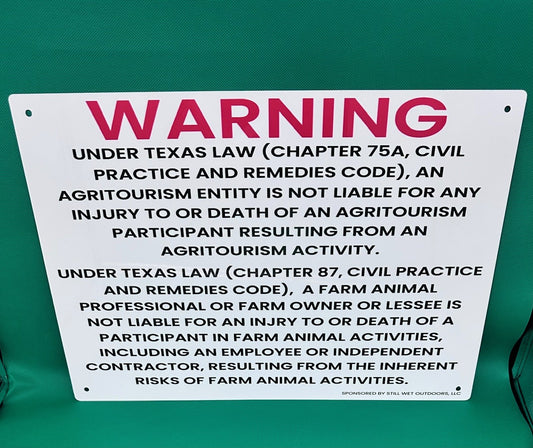 WARNING
UNDER TEXAS LAW (CHAPTER 75A, CIVIL
PRACTICE AND REMEDIES CODE), AN
AGRITOURISM ENTITY IS NOT LIABLE FOR ANY
INJURY TO OR DEATH OF AN AGRITOURISM
PARTICIPANT RESULTING FROM AN
AGRITOURISM ACTIVITY.
UNDER TEXAS LAW (CHAPTER 87, CIVIL PRACTICE
AND REMEDIES CODE), A FARM ANIMAL
PROFESSIONAL OR FARM OWNER OR LESSEE IS
NOT LIABLE FOR AN INJRY TO OR DEATH OF A
PARTICIPANT IN FARM ANIMAL ACTIVITIES,
INCLUDING AN EMPLOYEE OR INDEPENDENT
CONTRACTOR, RESULTING FROM THE INHERENT
RISKS OF FARM ANIMAL ACTIVITIES.
SPONSORED BY STILL WET OUTDOORS, LLC